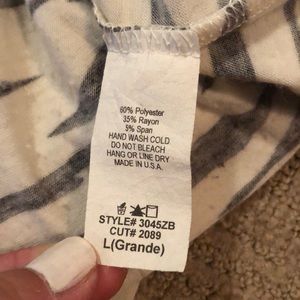 60% Polyester
35% Rayon
5% Span
HAND WASH COLD
DO NOT BLEACH
HANG OR LINE DRY
MADE IN U.S.A.
STYLE# 3045ZB
CUT# 2089
L(Grande)